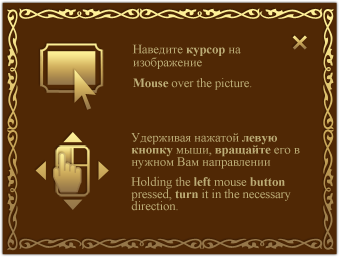 Наведите курсор на
изображение
Mouse over the picture.
Удерживая нажатой левую
кнопку мыши, вращайте его в
нужном Вам направлении
Holding the left mouse button
pressed, turn it in the necessary
direction.